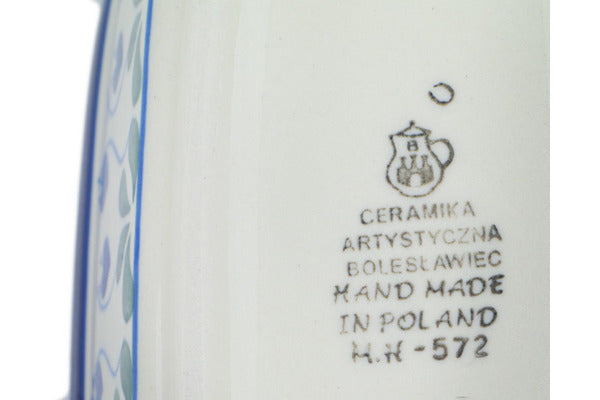 B
CERAMIKA
ARTYSTYCZNA
BOLESŁAWIEC
HAND MADE
IN POLAND
M.H-572